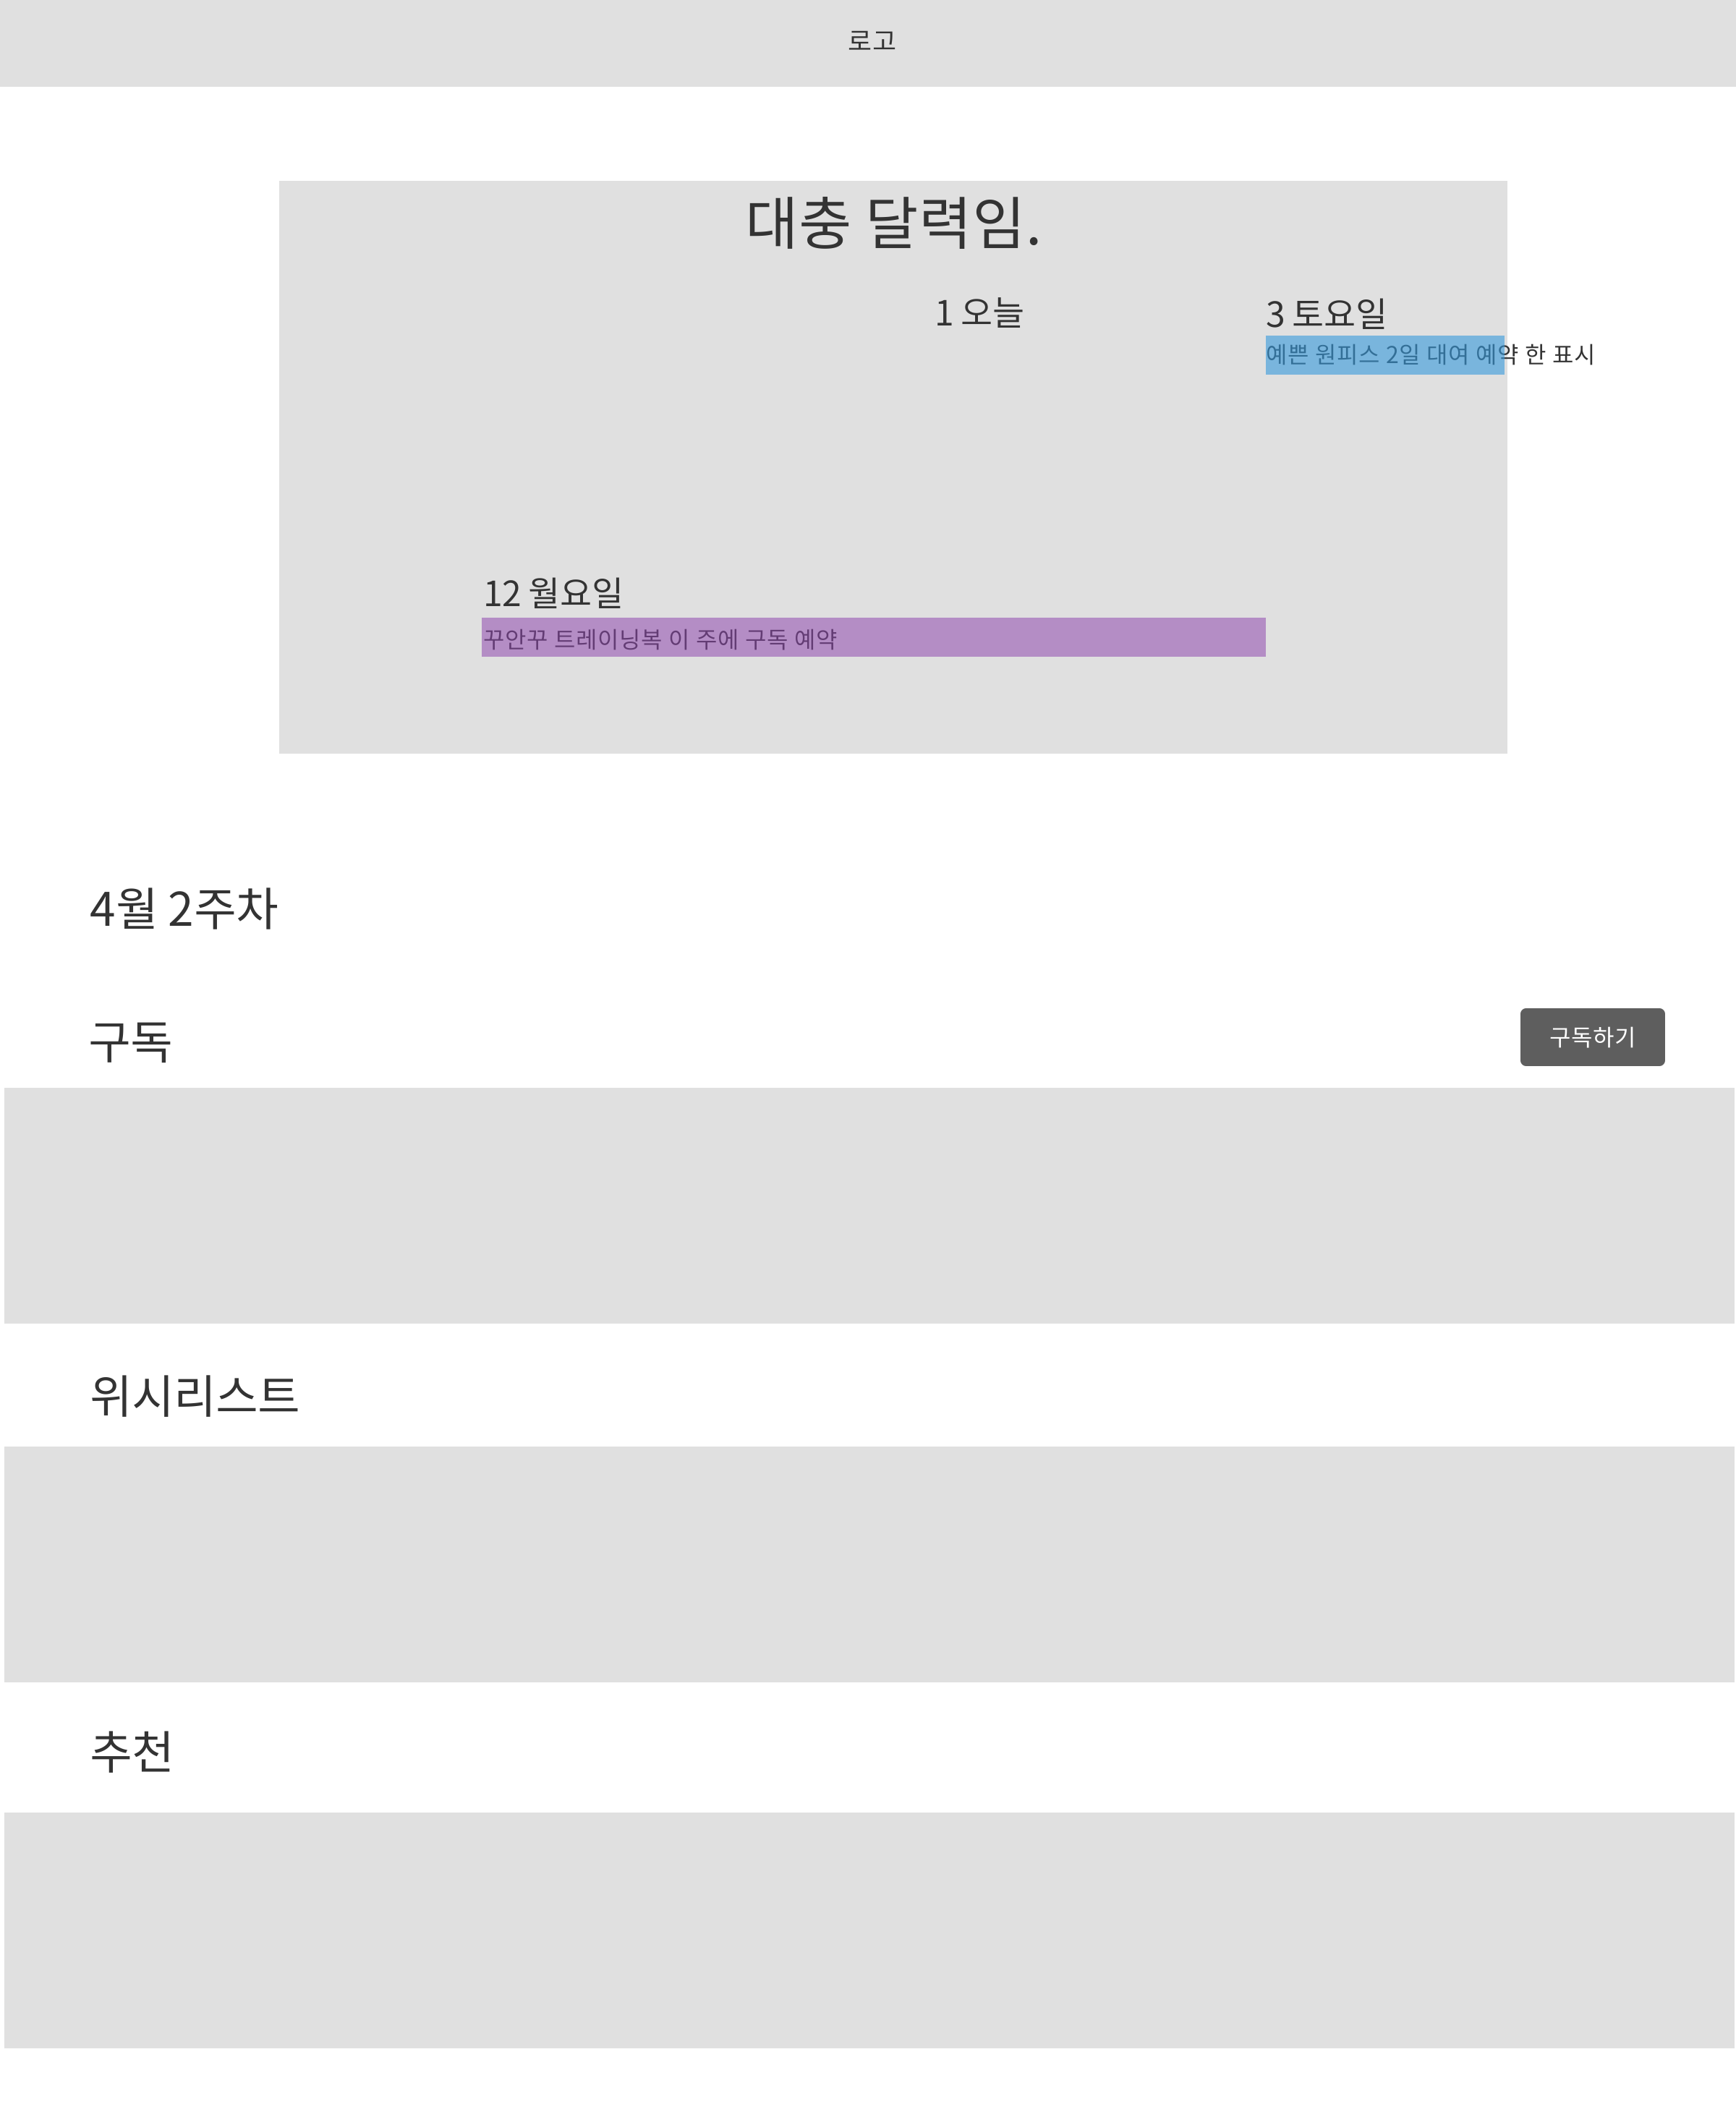 로고
대충 달력임.
1 오늘
3 토요일
예쁜 원피스 2일 대여 예약 한 표시
12 월요일
꾸안꾸 트레이닝복 이 주에 구독 예약
4월 2주차
구독
구독하기
위시리스트
추천